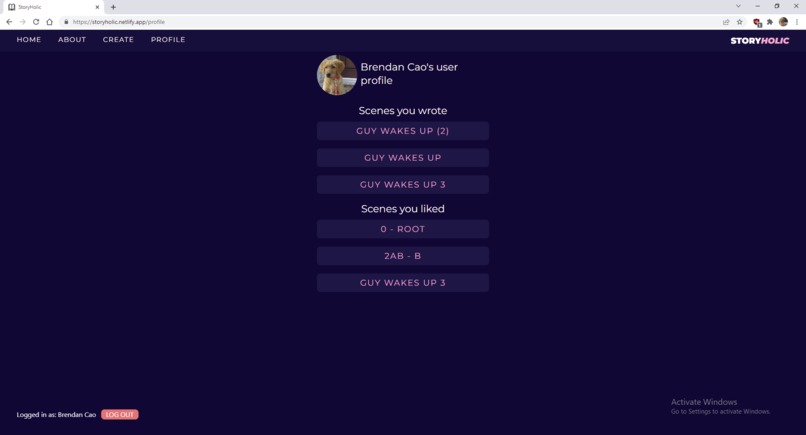 StoryHolic
https://storyholic.netlify.app/profile
HOME ABOUT CREATE PROFILE STORYHOLIC
Brendan Cao's user
profile
Scenes you wrote
GUY WAKES UP (2)
GUY WAKES UP
GUY WAKES UP 3
Scenes you liked
0 - ROOT
2AB - B
GUY WAKES UP 3
Logged in as: Brendan Cao LOG OUT
Activate Windows
Go to Settings to activate Windows.